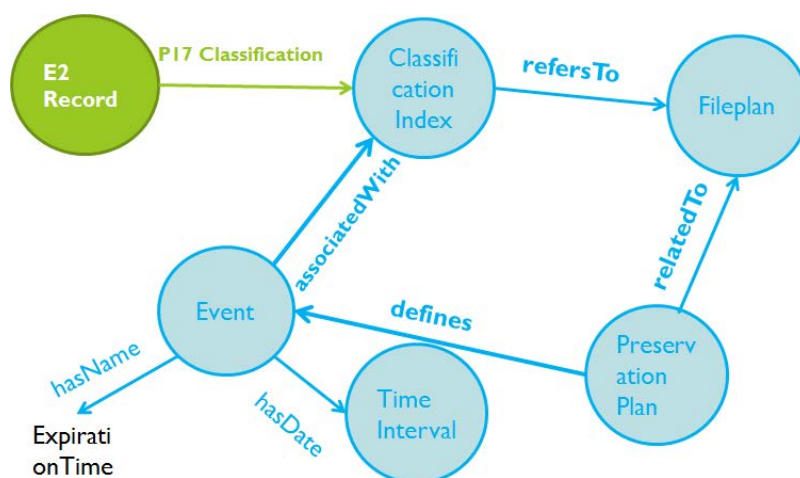 P17 Classification
E2
Record
Classifi
cation
Index
refersTo
Fileplan
associatedWith
relatedTo
Event
defines
hasName
hasDate
Preserv
ation
Plan
Time
Interval
Expirati
onTime